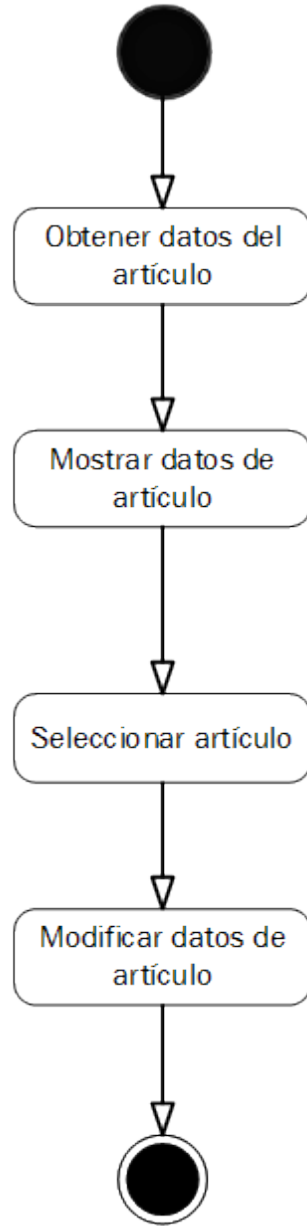 Obtener datos del
artículo
Mostrar datos de
artículo
Seleccionar artículo
Modificar datos de
artículo